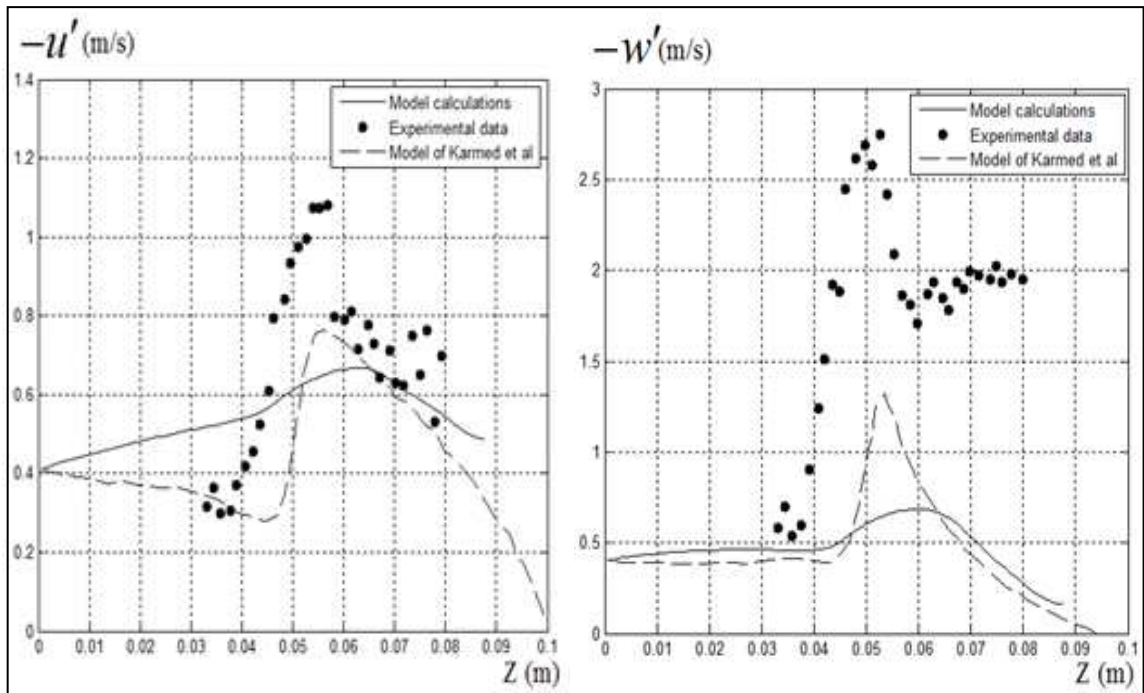 −u' (m/s)
1.4
1.2
1
0.8
0.6
0.4
0.2
0
Model calculations
Experimental data
Model of Karmed et al
0 0.01 0.02 0.03 0.04 0.05 0.06 0.07 0.08 0.09 0.1
Z (m)
−w' (m/s)
3
2.5
2
1.5
1
0.5
0
Model calculations
Experimental data
Model of Karmed et al
0 0.01 0.02 0.03 0.04 0.05 0.06 0.07 0.08 0.09 0.1
Z (m)